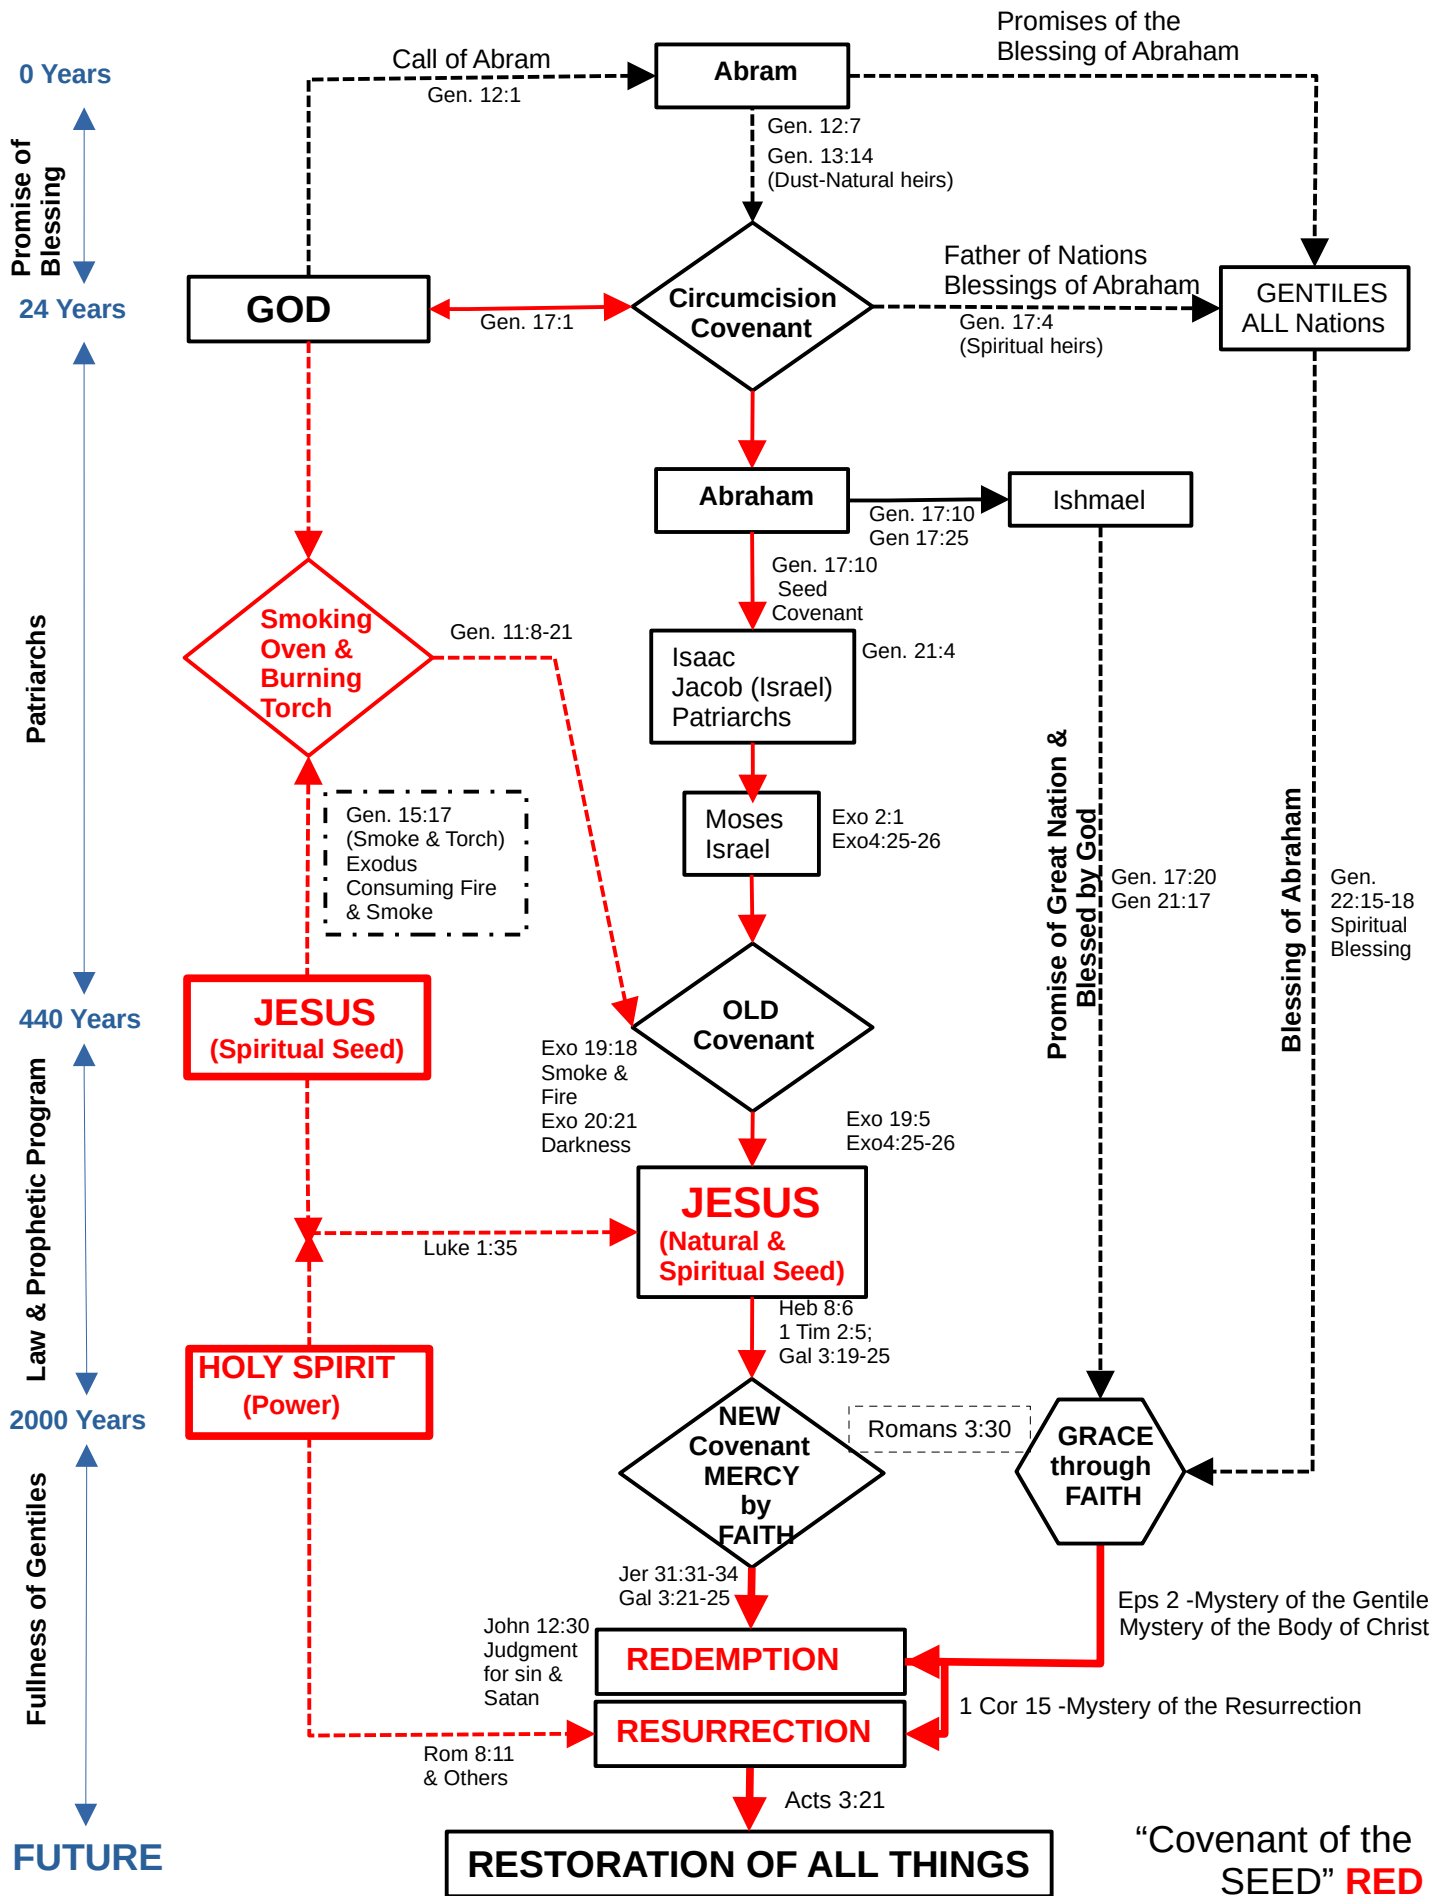 Promises of the
Blessing of Abraham
Call of Abram
Gen. 12:1
Abram
0 Years
Gen. 12:7
Gen. 13:14
(Dust-Natural heirs)
Promise of
Blessing
Father of Nations
Blessings of Abraham
Gen. 17:4
(Spiritual heirs)
GENTILES
ALL Nations
Circumcision
Covenant
GOD
Gen. 17:1
24 Years
Abraham
Gen. 17:10
Gen 17:25
Ishmael
Gen. 17:10
Seed
Covenant
Smoking
Oven &
Burning
Torch
Gen. 11:8-21
Isaac
Jacob (Israel)
Patriarchs
Gen. 21:4
Patriarchs
Gen. 15:17
(Smoke & Torch)
Exodus
Consuming Fire
& Smoke
Moses
Israel
Exo 2:1
Exo4:25-26
Promise of Great Nation &
Blessed by God
Gen. 17:20
Gen 21:17
Blessing of Abraham
Gen.
22:15-18
Spiritual
Blessing
440 Years
JESUS
(Spiritual Seed)
OLD
Covenant
Exo 19:18
Smoke &
Fire
Exo 20:21
Darkness
Exo 19:5
Exo4:25-26
Law & Prophetic Program
JESUS
(Natural &
Spiritual Seed)
Luke 1:35
Heb 8:6
1 Tim 2:5;
Gal 3:19-25
HOLY SPIRIT
(Power)
2000 Years
NEW
Covenant
MERCY
by
FAITH
Romans 3:30
GRACE
through
FAITH
Fullness of Gentiles
Jer 31:31-34
Gal 3:21-25
Eps 2 -Mystery of the Gentile
Mystery of the Body of Christ
John 12:30
Judgment
for sin &
Satan
REDEMPTION
1 Cor 15 -Mystery of the Resurrection
RESURRECTION
Rom 8:11
& Others
Acts 3:21
FUTURE
RESTORATION OF ALL THINGS
“Covenant of the
SEED” RED